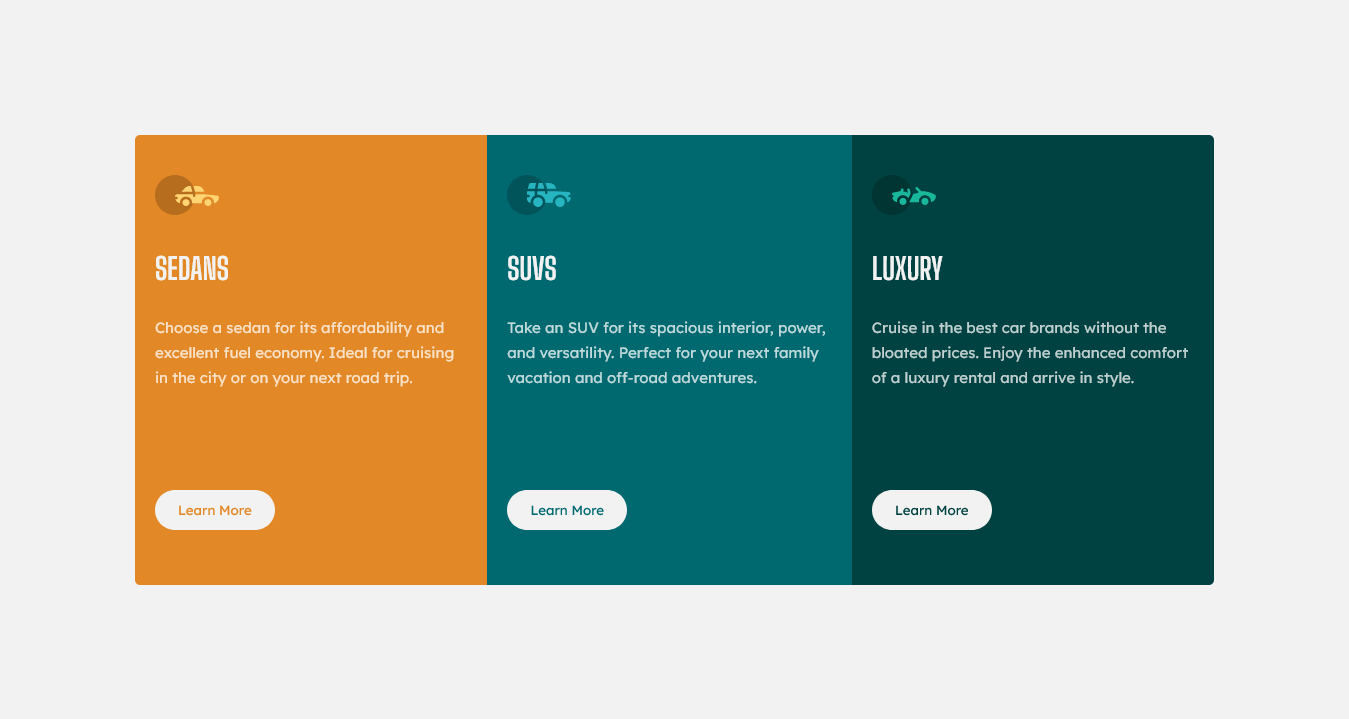 SEDANS
Choose a sedan for its affordability and
excellent fuel economy. Ideal for cruising
in the city or on your next road trip.
Learn More
SUVS
Take an SUV for its spacious interior, power,
and versatility. Perfect for your next family
vacation and off-road adventures.
Learn More
LUXURY
Cruise in the best car brands without the
bloated prices. Enjoy the enhanced comfort
of a luxury rental and arrive in style.
Learn More